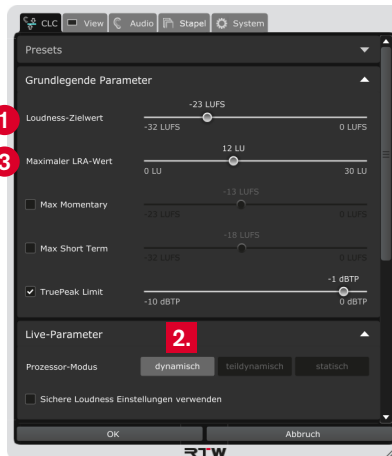 CLC View Audio Stapel System
Presets
Grundlegende Parameter
-23 LUFS
1 Loudness-Zielwert
-32 LUFS 0 LUFS
12 LU
3 Maximaler LRA-Wert
0 LU 30 LU
-13 LUFS
Max Momentary
-23 LUFS 0 LUFS
-18 LUFS
Max Short Term
-32 LUFS 0 LUFS
-1 dBTP
TruePeak Limit
-10 dBTP 0 dBTP
Live-Parameter 2.
Prozessor-Modus dynamisch teildynamisch statisch
Sichere Loudness Einstellungen verwenden
OK Abbruch
RTW